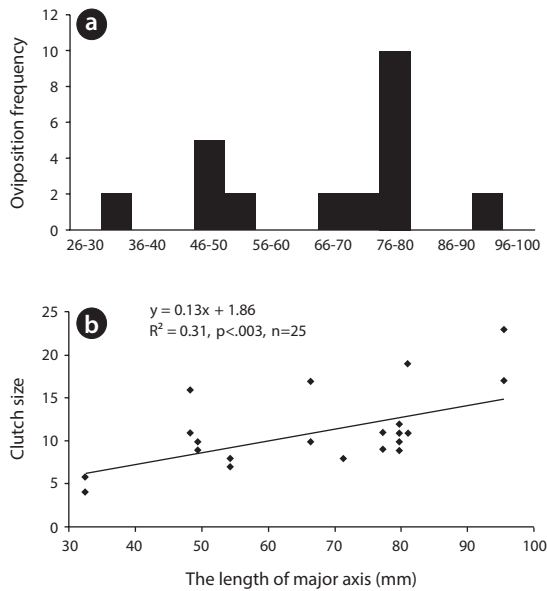 a
Oviposition frequency
12
10
8
6
4
2
0
26-30 36-40 46-50 56-60 66-70 76-80 86-90 96-100
b
y = 0.13x + 1.86
R² = 0.31, p<.003, n=25
Clutch size
25
20
15
10
5
0
30 40 50 60 70 80 90 100
The length of major axis (mm)